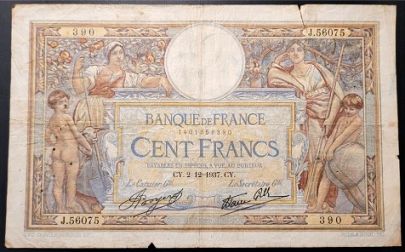 390
J.56075
BANQUE DE FRANCE
CENT FRANCS
PAYABLES EN ESPÈCES, A VUE, AU PORTEUR
CY. 2-12-1937. CY.
Le Caissier Gal
Le Secrétaire Gal
J.56075
390